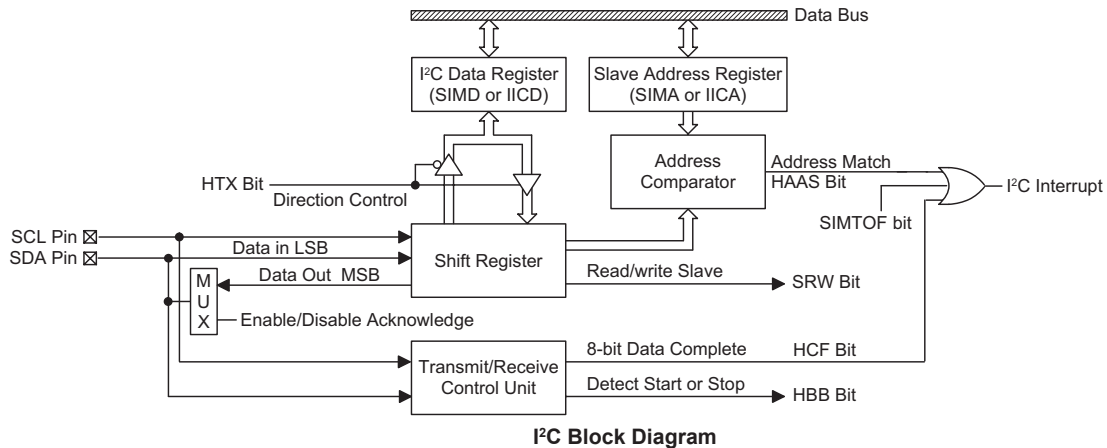 Data Bus
I²C Data Register
(SIMD or IICD)
Slave Address Register
(SIMA or IICA)
HTX Bit
Direction Control
Address
Comparator
Address Match
HAAS Bit
I²C Interrupt
SIMTOF bit
SCL Pin
SDA Pin
Data in LSB
Shift Register
Data Out MSB
Read/write Slave
SRW Bit
M
U
X
Enable/Disable Acknowledge
Transmit/Receive
Control Unit
8-bit Data Complete
HCF Bit
Detect Start or Stop
HBB Bit
I²C Block Diagram